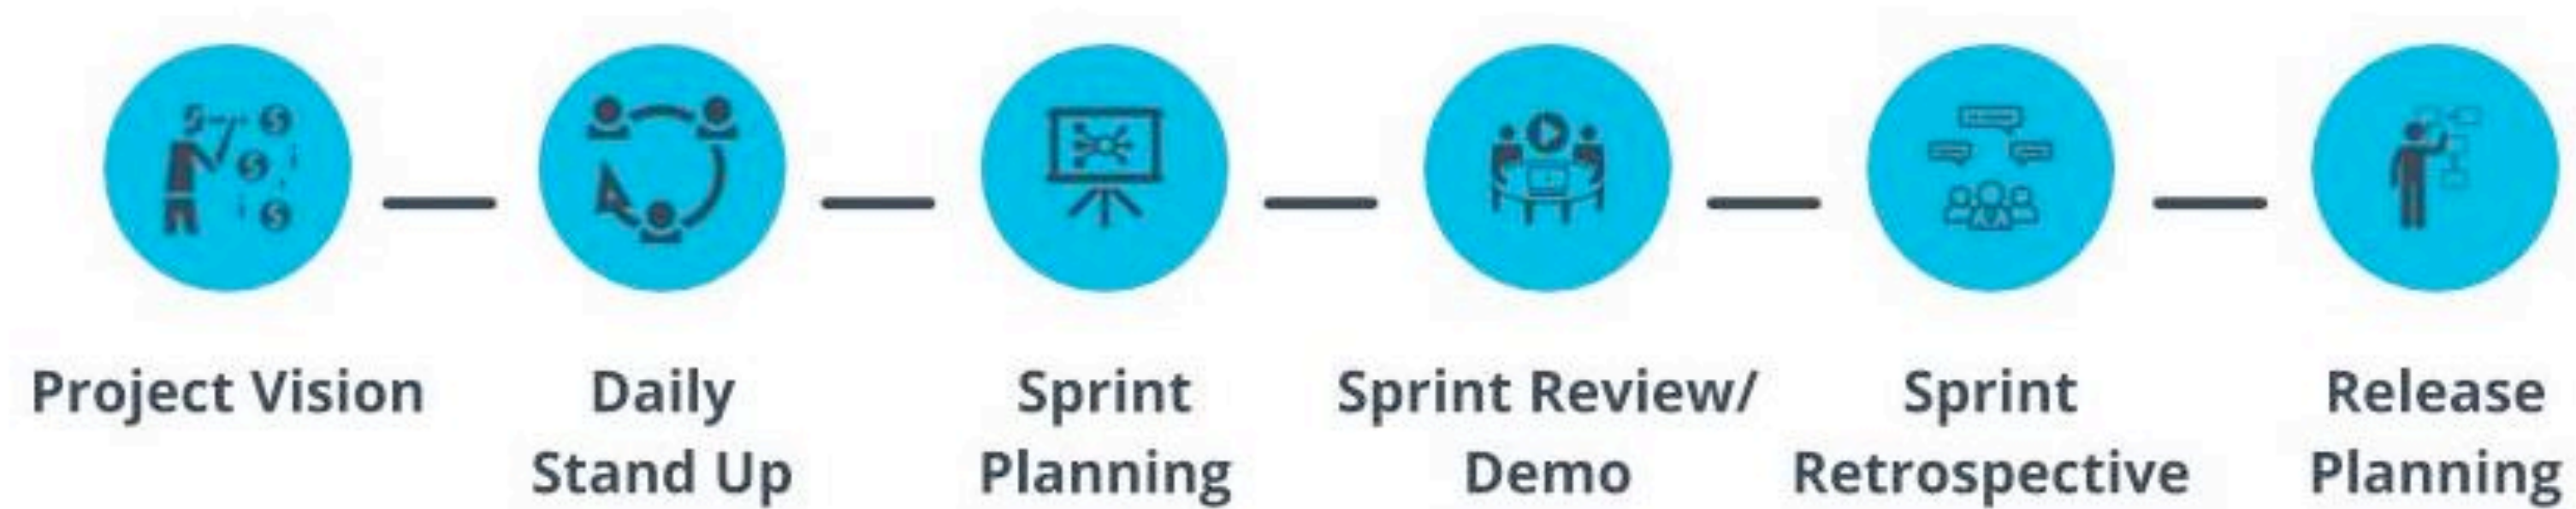 Project Vision
Daily
Stand Up
Sprint
Planning
Sprint Review/
Demo
Sprint
Retrospective
Release
Planning